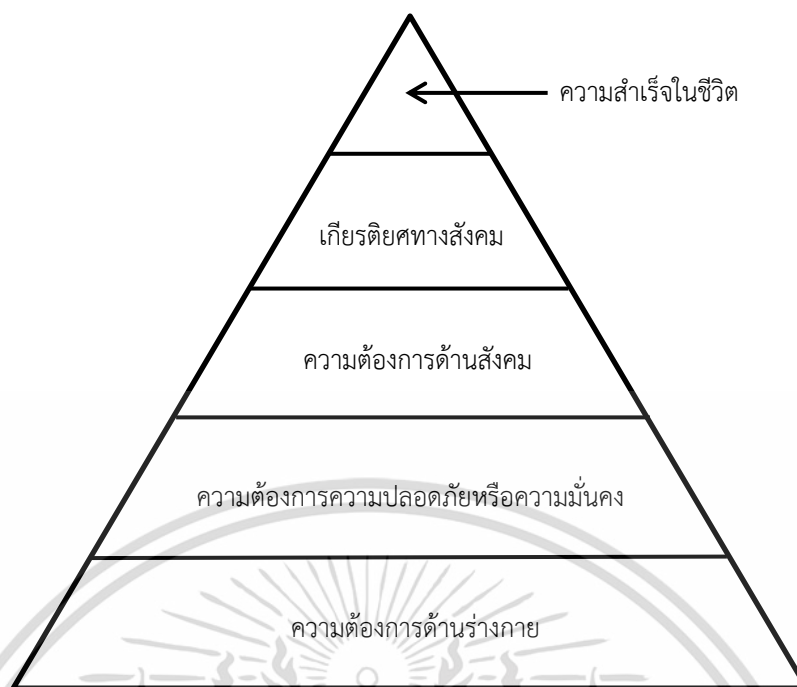 ความสำเร็จในชีวิต
เกียรติยศทางสังคม
ความต้องการด้านสังคม
ความต้องการความปลอดภัยหรือความมั่นคง
ความต้องการด้านร่างกาย